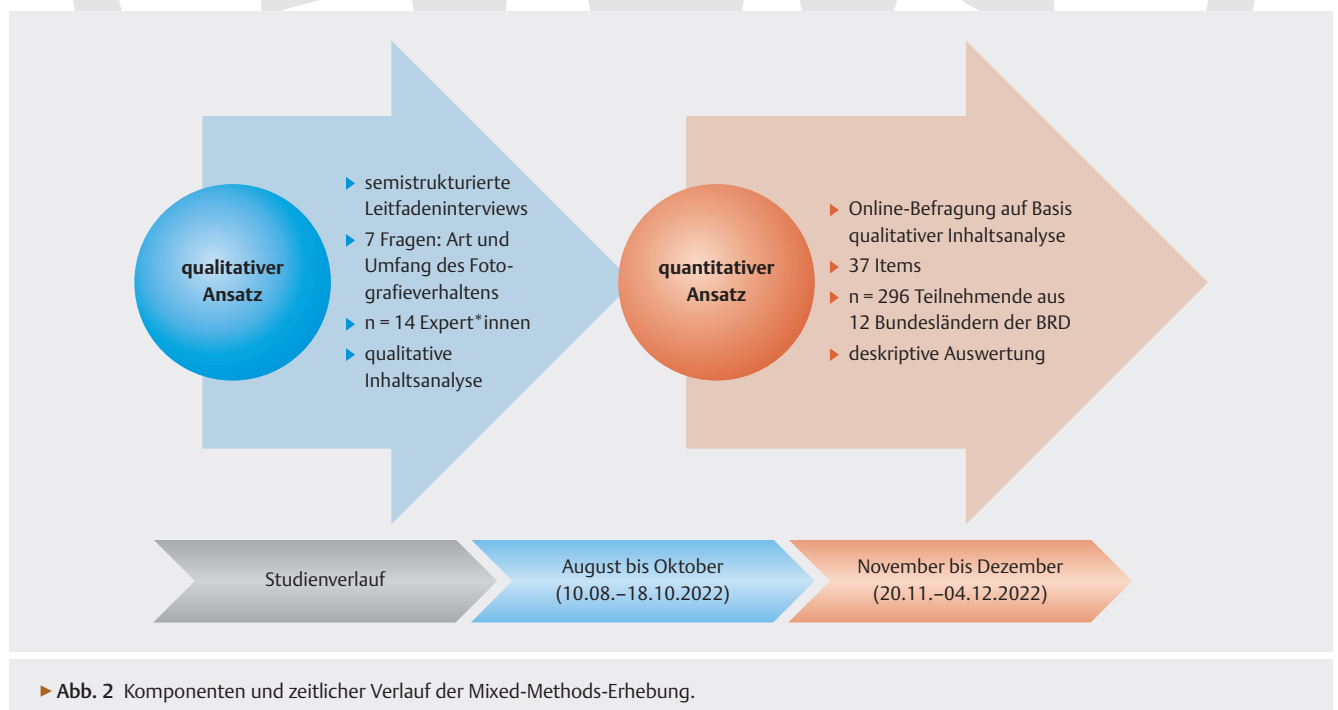 qualitativer
Ansatz
▶ semistrukturierte
Leitfadeninterviews
▶ 7 Fragen: Art und
Umfang des Foto-
grafieverhaltens
▶ n = 14 Expert*innen
▶ qualitative
Inhaltsanalyse
quantitativer
Ansatz
▶ Online-Befragung auf Basis
qualitativer Inhaltsanalyse
▶ 37 Items
▶ n = 296 Teilnehmende aus
12 Bundesländern der BRD
▶ deskriptive Auswertung
Studienverlauf
August bis Oktober
(10.08.–18.10.2022)
November bis Dezember
(20.11.–04.12.2022)
▶ Abb. 2 Komponenten und zeitlicher Verlauf der Mixed-Methods-Erhebung.